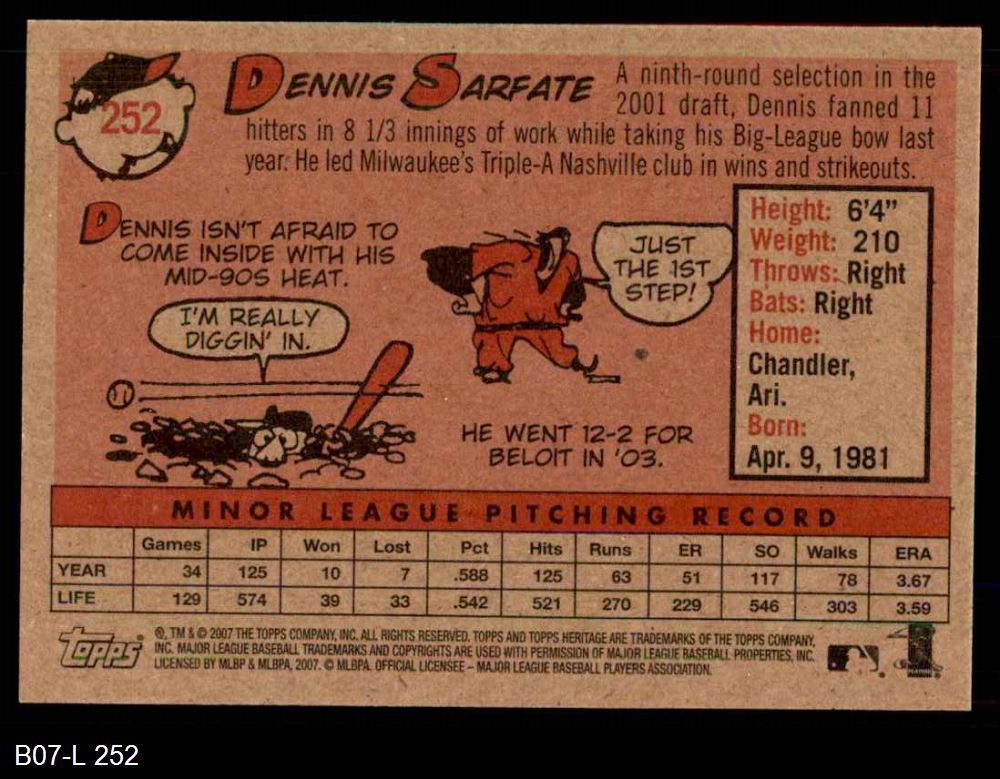 252
DENNIS SARFATE
A ninth-round selection in the
2001 draft, Dennis fanned 11
hitters in 8 1/3 innings of work while taking his Big-League bow last
year. He led Milwaukee's Triple-A Nashville club in wins and strikeouts.
DENNIS ISN'T AFRAID TO
COME INSIDE WITH HIS
MID-90S HEAT.
I'M REALLY
DIGGIN' IN.
JUST
THE 1ST
STEP!
HE WENT 12-2 FOR
BELOIT IN '03.
Height: 6'4"
Weight: 210
Throws: Right
Bats: Right
Home:
Chandler,
Ari.
Born:
Apr. 9, 1981
MINOR LEAGUE PITCHING RECORD
Games IP Won Lost Pct Hits Runs ER SO Walks ERA
YEAR 34 125 10 7 .588 125 63 51 117 78 3.67
LIFE 129 574 39 33 .542 521 270 229 546 303 3.59
Topps
®, TM & © 2007 THE TOPPS COMPANY, INC. ALL RIGHTS RESERVED. TOPPS AND TOPPS HERITAGE ARE TRADEMARKS OF THE TOPPS COMPANY,
INC. MAJOR LEAGUE BASEBALL TRADEMARKS AND COPYRIGHTS ARE USED WITH PERMISSION OF MAJOR LEAGUE BASEBALL PROPERTIES, INC.
LICENSED BY MLBP & MLBPA, 2007. © MLBPA. OFFICIAL LICENSEE – MAJOR LEAGUE BASEBALL PLAYERS ASSOCIATION.
B07-L 252